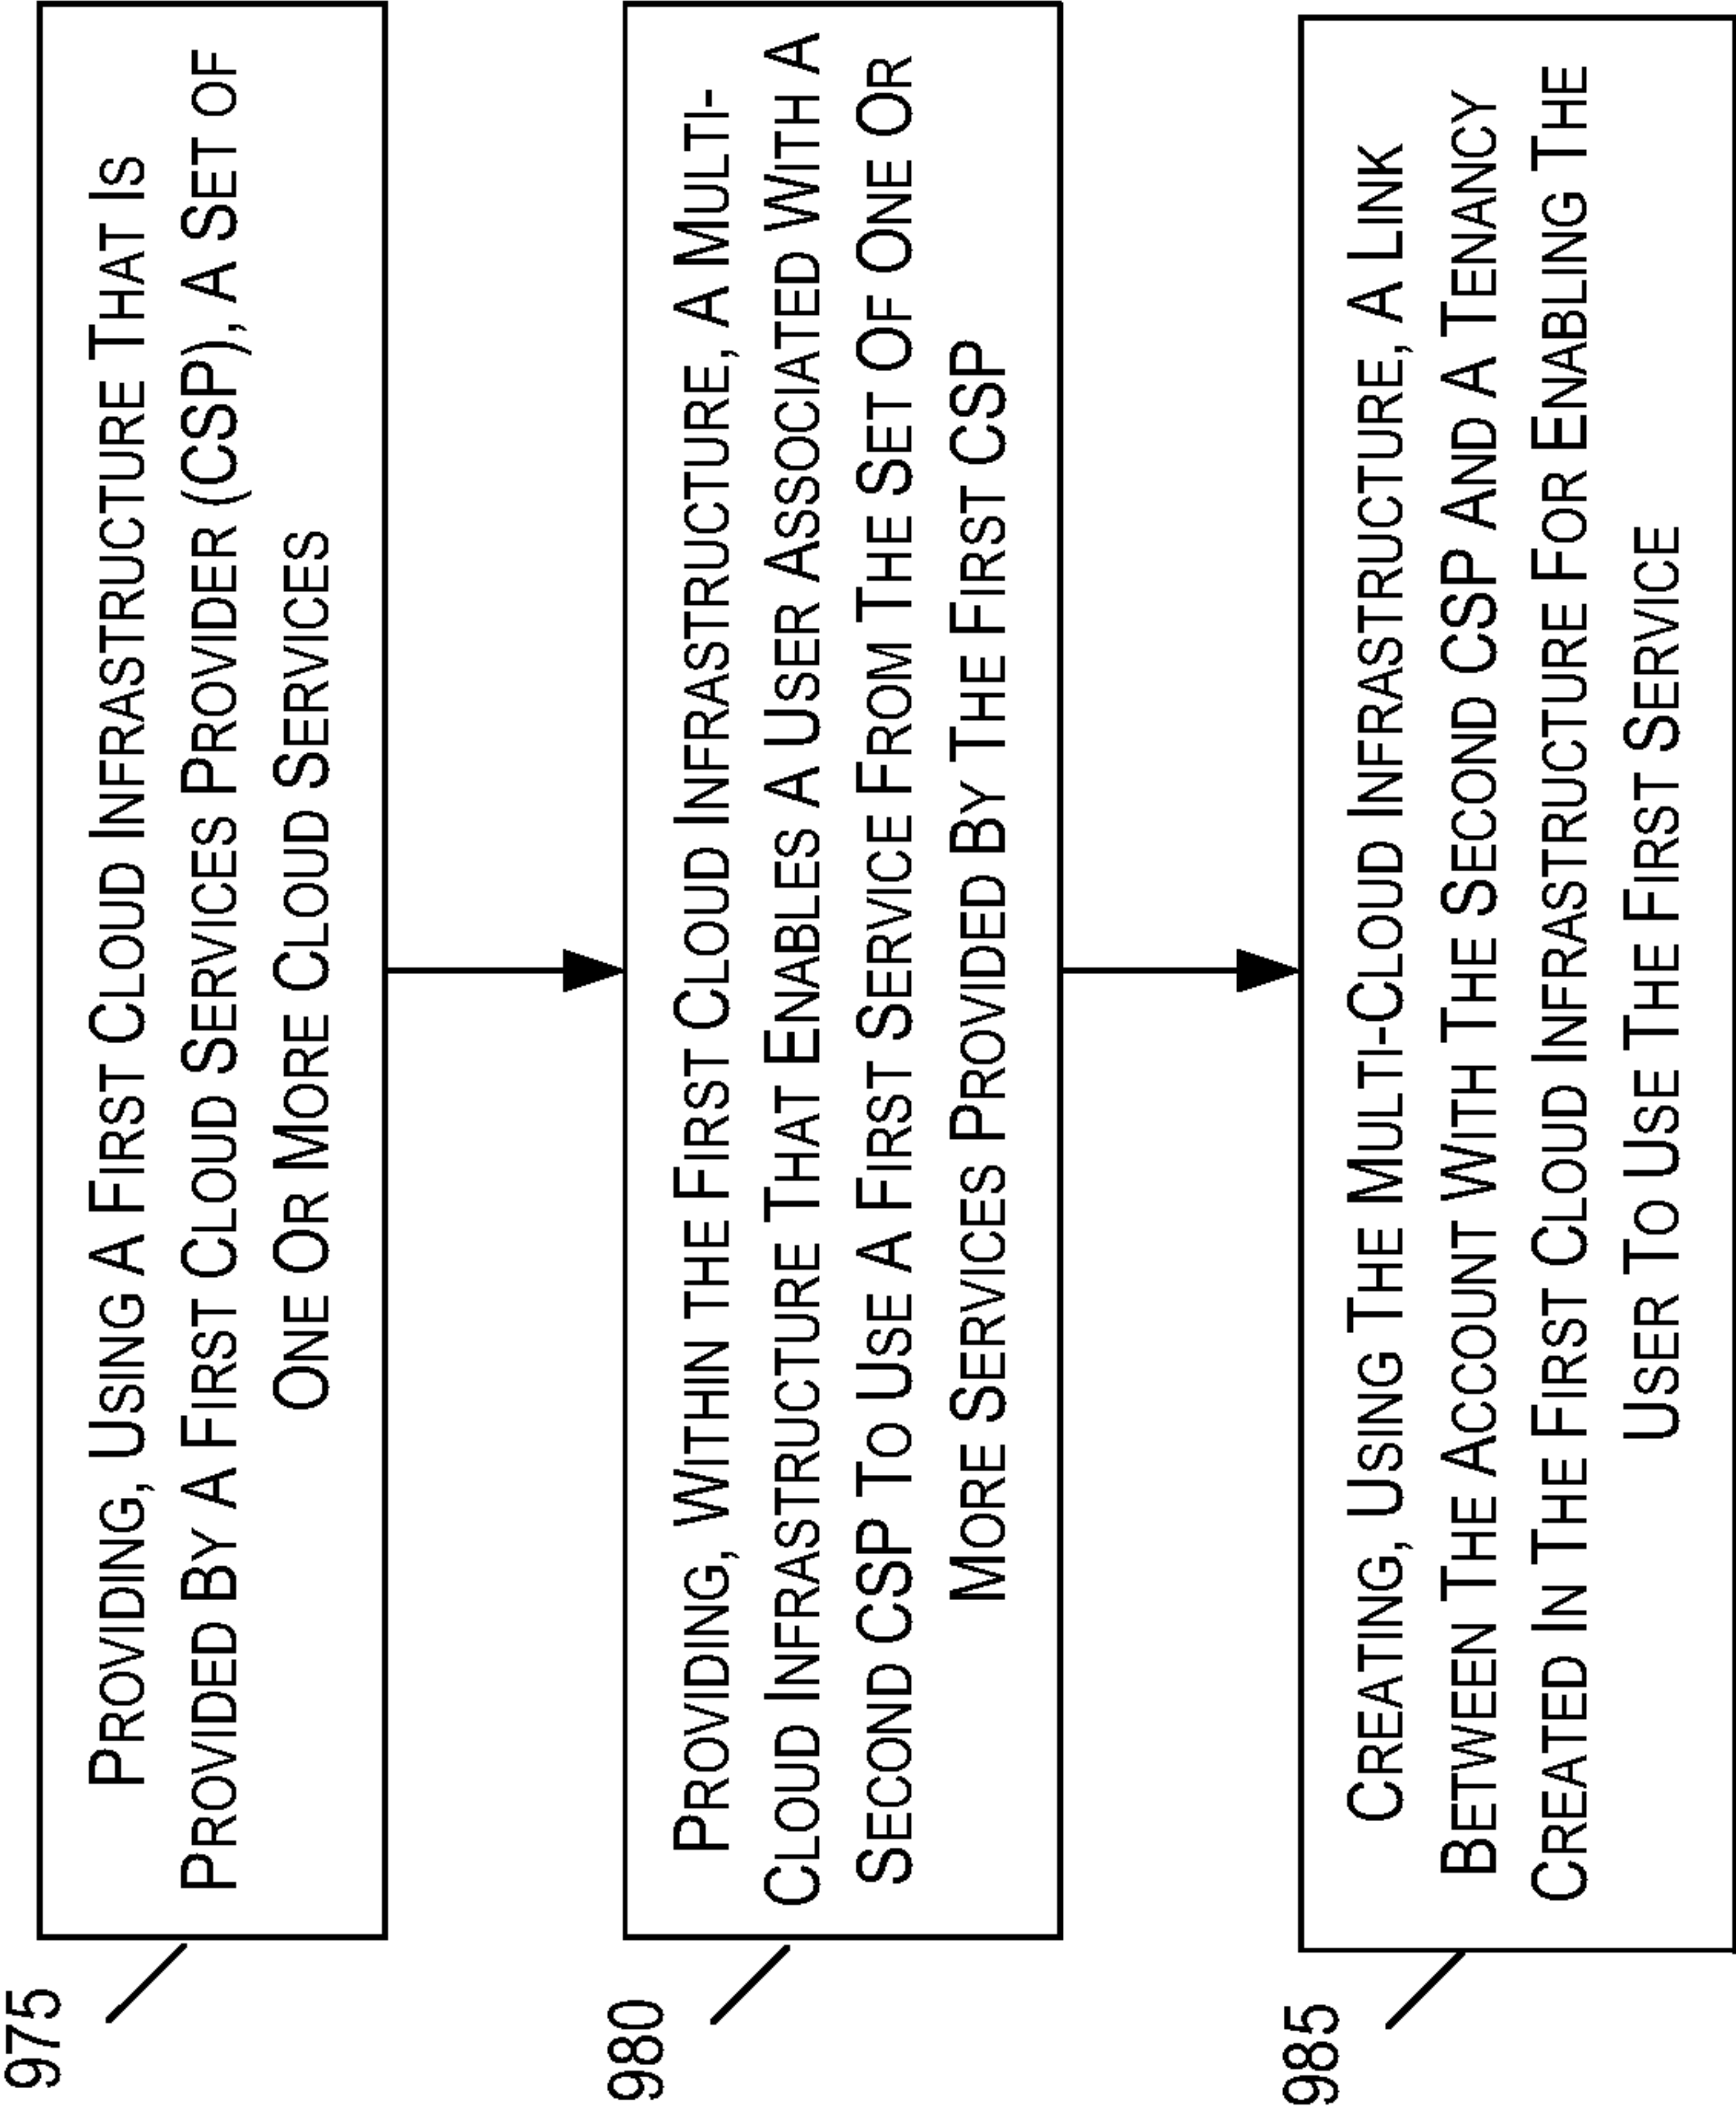 975
PROVIDING, USING A FIRST CLOUD INFRASTRUCTURE THAT IS
PROVIDED BY A FIRST CLOUD SERVICES PROVIDER (CSP), A SET OF
ONE OR MORE CLOUD SERVICES
980
PROVIDING, WITHIN THE FIRST CLOUD INFRASTRUCTURE, A MULTI-
CLOUD INFRASTRUCTURE THAT ENABLES A USER ASSOCIATED WITH A
SECOND CSP TO USE A FIRST SERVICE FROM THE SET OF ONE OR
MORE SERVICES PROVIDED BY THE FIRST CSP
985
CREATING, USING THE MULTI-CLOUD INFRASTRUCTURE, A LINK
BETWEEN THE ACCOUNT WITH THE SECOND CSP AND A TENANCY
CREATED IN THE FIRST CLOUD INFRASTRUCTURE FOR ENABLING THE
USER TO USE THE FIRST SERVICE